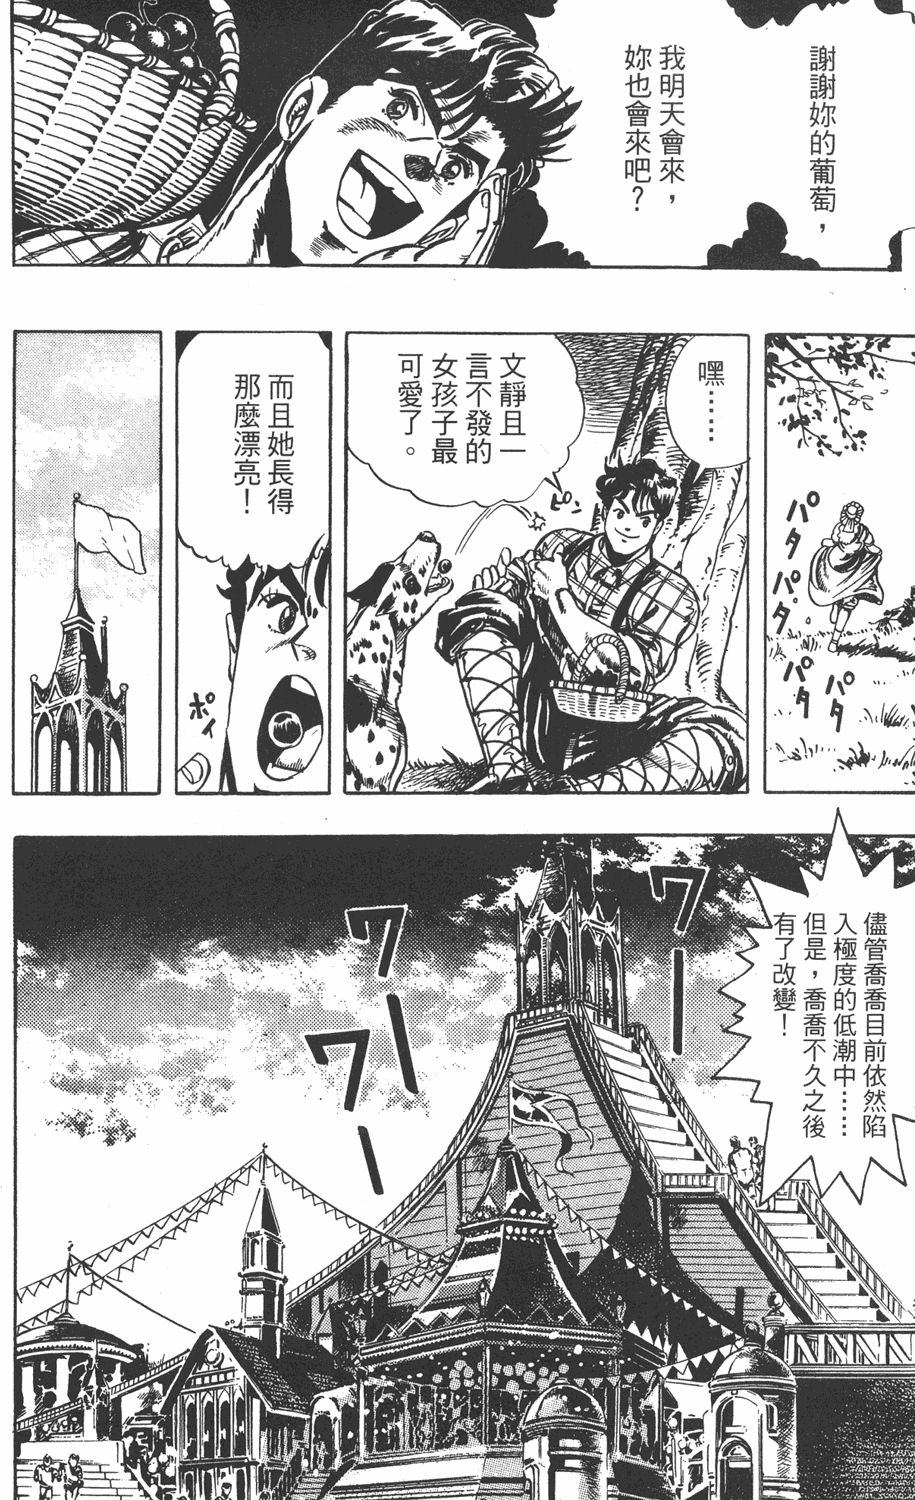 謝謝妳的葡萄，
我明天會來，
妳也會來吧？
パタ
パタ
パタ
パタ
嘿……
文靜且一
言不發的
女孩子最
可愛了。
ピン
而且她長得
那麼漂亮！
ポイ
儘管喬喬目前依然陷
入極度的低潮中……
但是，喬喬不久之後
有了改變！
ワー
ワー
ワー